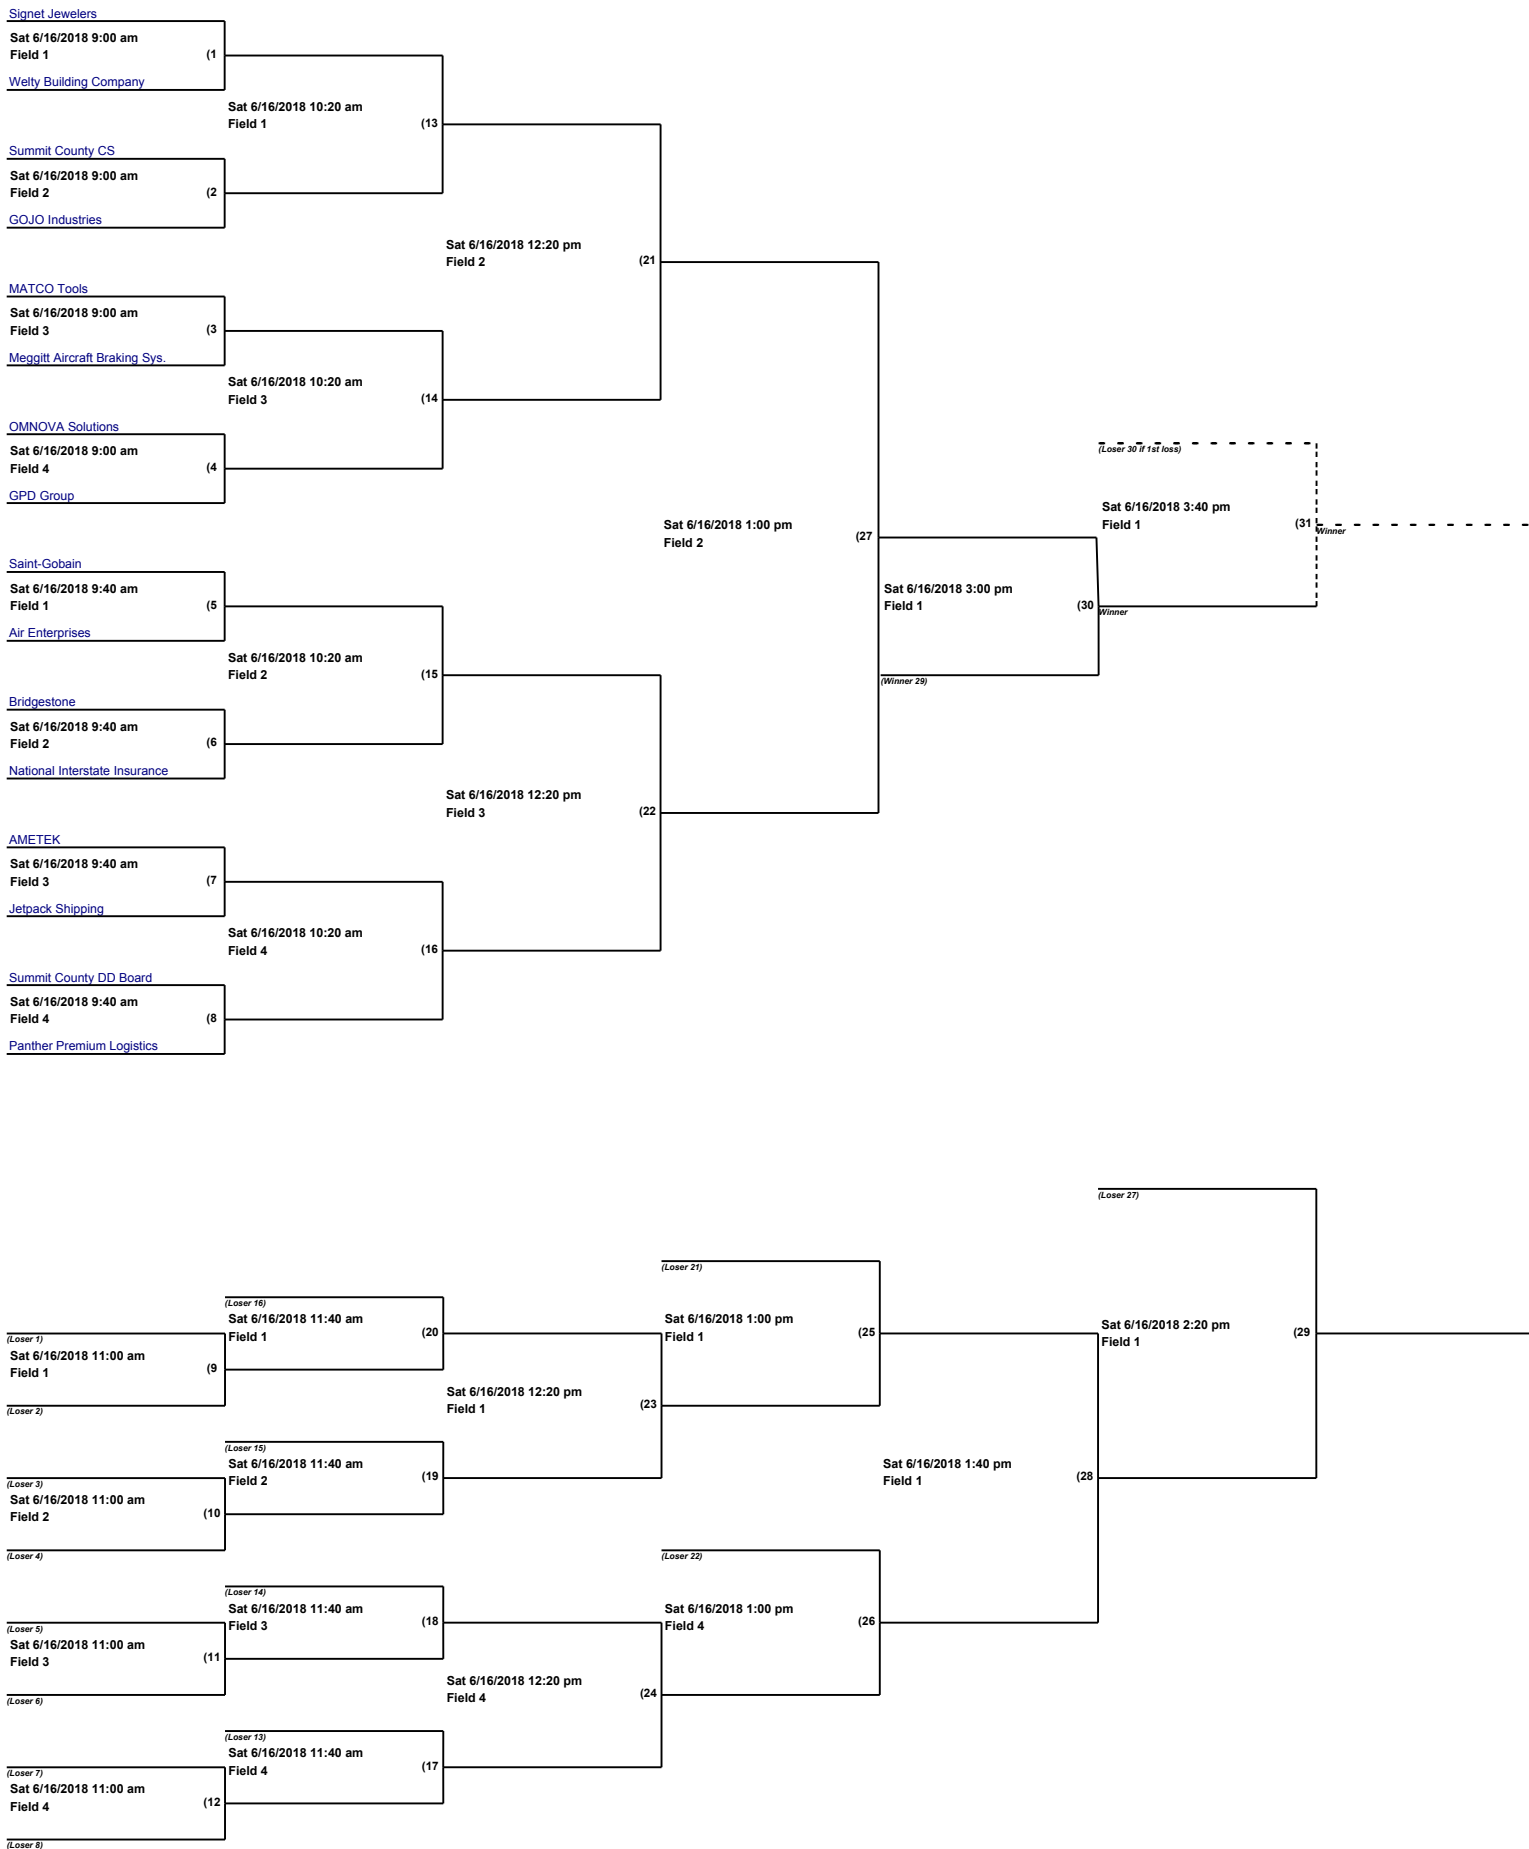 Signet Jewelers
Sat 6/16/2018 9:00 am
Field 1
(1
Welty Building Company
Sat 6/16/2018 10:20 am
Field 1
(13
Summit County CS
Sat 6/16/2018 9:00 am
Field 2
(2
GOJO Industries
Sat 6/16/2018 12:20 pm
Field 2
(21
MATCO Tools
Sat 6/16/2018 9:00 am
Field 3
(3
Meggitt Aircraft Braking Sys.
Sat 6/16/2018 10:20 am
Field 3
(14
OMNOVA Solutions
Sat 6/16/2018 9:00 am
Field 4
(4
GPD Group
(Loser 30 if 1st loss)
Sat 6/16/2018 3:40 pm
Field 1
(31
Winner
Sat 6/16/2018 1:00 pm
Field 2
(27
Saint-Gobain
Sat 6/16/2018 9:40 am
Field 1
(5
Air Enterprises
Sat 6/16/2018 3:00 pm
Field 1
(30
Winner
Sat 6/16/2018 10:20 am
Field 2
(15
(Winner 29)
Bridgestone
Sat 6/16/2018 9:40 am
Field 2
(6
National Interstate Insurance
Sat 6/16/2018 12:20 pm
Field 3
(22
AMETEK
Sat 6/16/2018 9:40 am
Field 3
(7
Jetpack Shipping
Sat 6/16/2018 10:20 am
Field 4
(16
Summit County DD Board
Sat 6/16/2018 9:40 am
Field 4
(8
Panther Premium Logistics
(Loser 27)
(Loser 21)
(Loser 16)
Sat 6/16/2018 11:40 am
Field 1
(20
Sat 6/16/2018 1:00 pm
Field 1
(25
Sat 6/16/2018 2:20 pm
Field 1
(29
(Loser 1)
Sat 6/16/2018 11:00 am
Field 1
(9
(Loser 2)
Sat 6/16/2018 12:20 pm
Field 1
(23
(Loser 15)
Sat 6/16/2018 11:40 am
Field 2
(19
Sat 6/16/2018 1:40 pm
Field 1
(28
(Loser 3)
Sat 6/16/2018 11:00 am
Field 2
(10
(Loser 4)
(Loser 22)
(Loser 14)
Sat 6/16/2018 11:40 am
Field 3
(18
Sat 6/16/2018 1:00 pm
Field 4
(26
(Loser 5)
Sat 6/16/2018 11:00 am
Field 3
(11
(Loser 6)
Sat 6/16/2018 12:20 pm
Field 4
(24
(Loser 13)
Sat 6/16/2018 11:40 am
Field 4
(17
(Loser 7)
Sat 6/16/2018 11:00 am
Field 4
(12
(Loser 8)